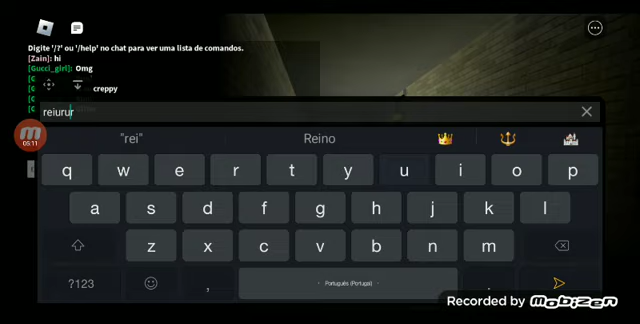 Digite '/?' ou '/help' no chat para ver uma lista de comandos.
[Zain]: hi
[Gucci_girl]: Omg
[G
[G creppy
[G
[G
reiurur
"rei" Reino
q w e r t y u i o p
a s d f g h j k l
z x c v b n m
?123 , Português (Portugal) .
05:11
Recorded by Mobizen